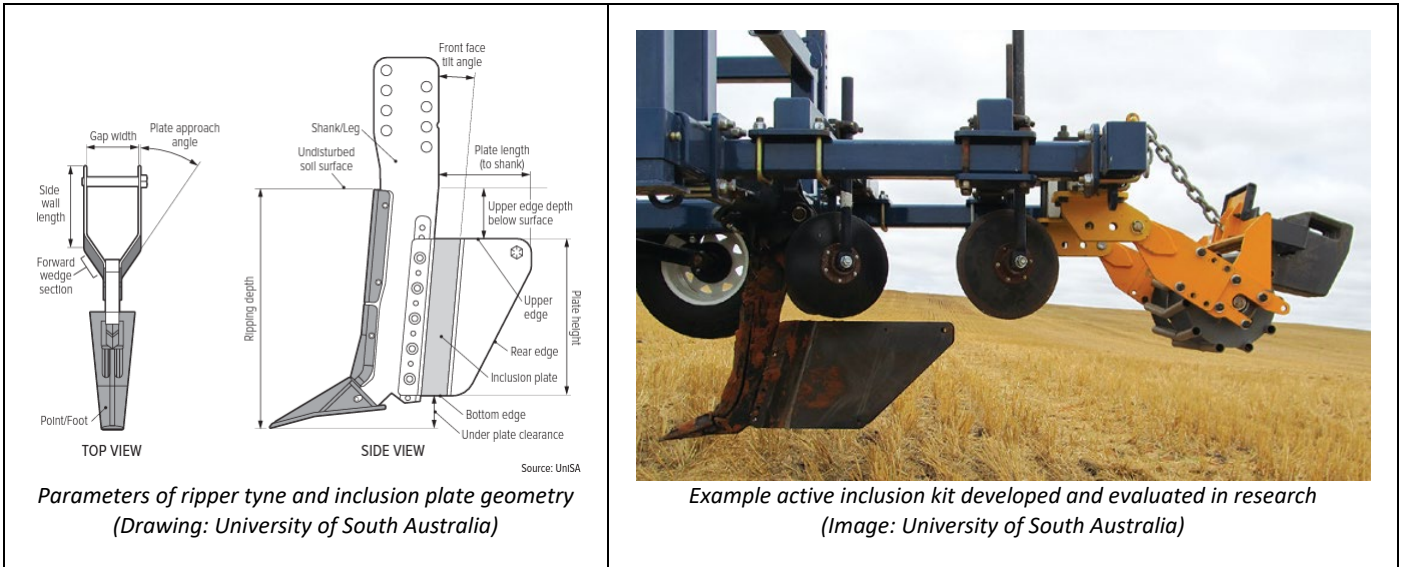 Front face
tilt angle
Gap width
Plate approach
angle
Shank/Leg
Undisturbed
soil surface
Plate length
(to shank)
Side
wall
length
Upper edge depth
below surface
Forward
wedge
section
Ripping depth
Plate height
Upper
edge
Rear edge
Inclusion plate
Point/Foot
Bottom edge
Under plate clearance
TOP VIEW
SIDE VIEW
Source: UniSA
Parameters of ripper tyne and inclusion plate geometry
(Drawing: University of South Australia)
Example active inclusion kit developed and evaluated in research
(Image: University of South Australia)